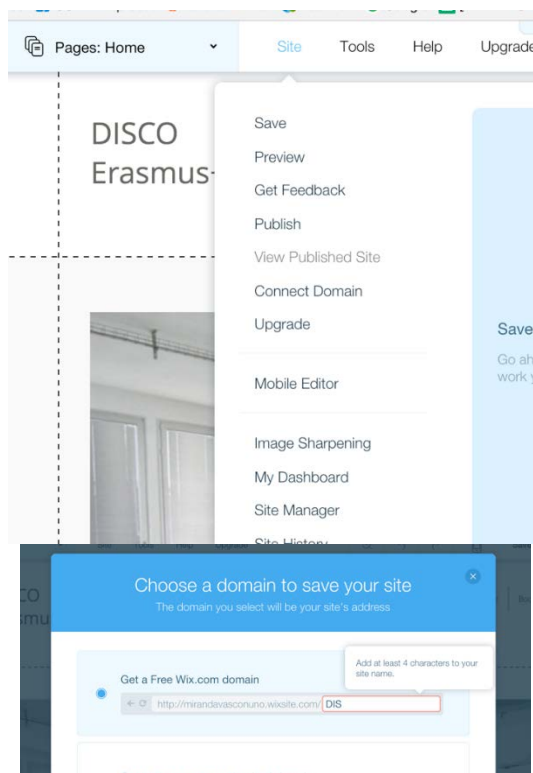 Pages: Home
Site Tools Help Upgrade
DISCO
Erasmus-
Save
Preview
Get Feedback
Publish
View Published Site
Connect Domain
Upgrade
Save
Go ah
work y
Mobile Editor
Image Sharpening
My Dashboard
Site Manager
Site History
Choose a domain to save your site
The domain you select will be your site's address
Get a Free Wix.com domain
Add at least 4 characters to your
site name.
http://mirandavasconuno.wixsite.com/ DIS